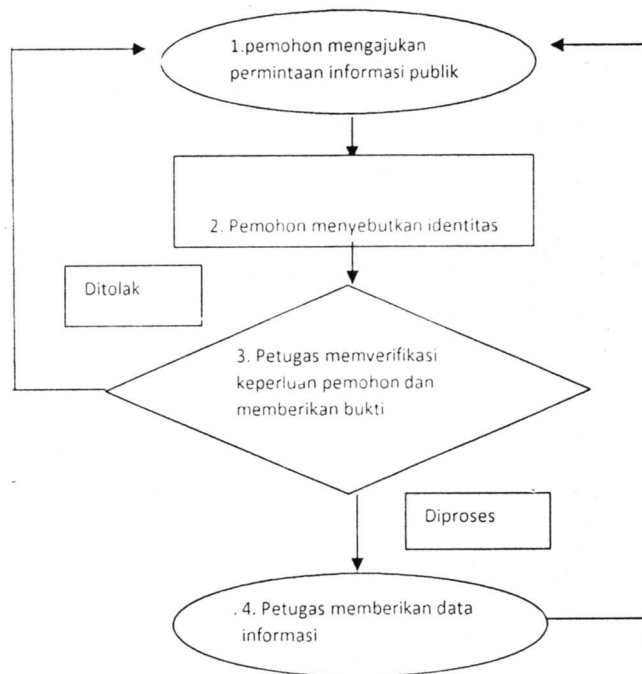 1.pemohon mengajukan
permintaan informasi publik
2. Pemohon menyebutkan identitas
Ditolak
3. Petugas memverifikasi
keperluan pemohon dan
memberikan bukti
Diproses
. 4. Petugas memberikan data
informasi